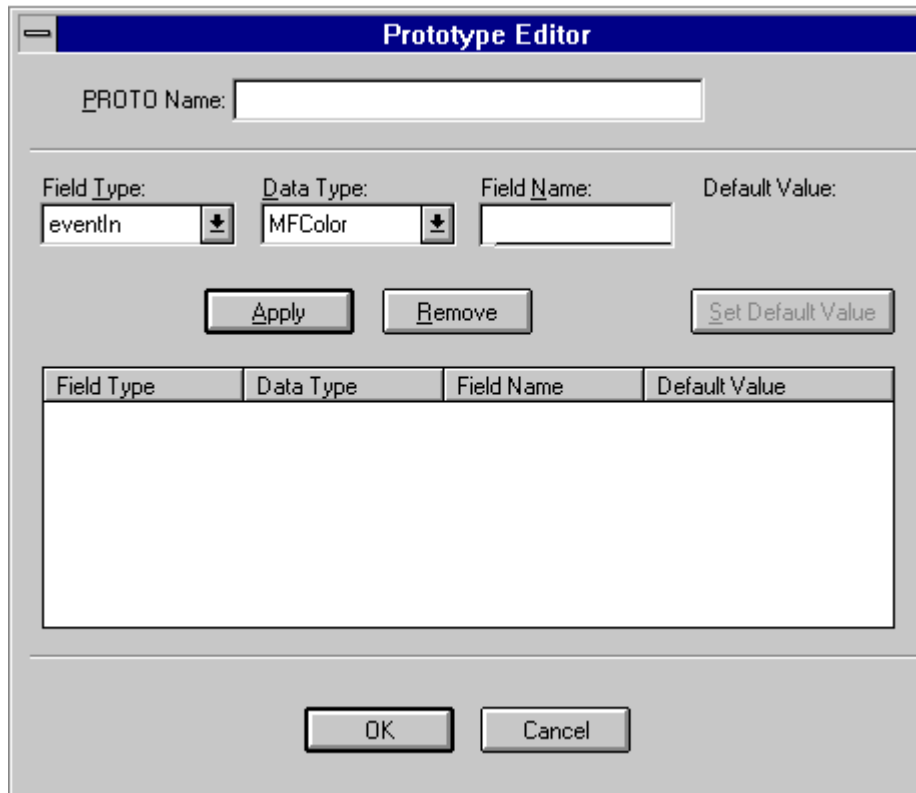 Prototype Editor
PROTO Name:
Field Type: Data Type: Field Name: Default Value:
eventIn MFColor
Apply Remove Set Default Value
Field Type Data Type Field Name Default Value
OK Cancel